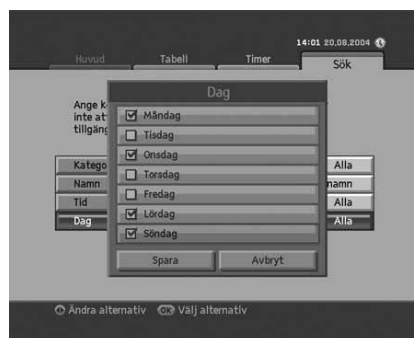 14:01 20,08,2004
Huvud Tabell Timer Sök
Dag
Ange k
inte at
tillgäng
Måndag
Tisdag
Onsdag
Torsdag
Fredag
Lördag
Söndag
Katego Alla
Namn namn
Tid Alla
Dag Alla
Spara Avbryt
Ändra alternativ OK Välj alternativ